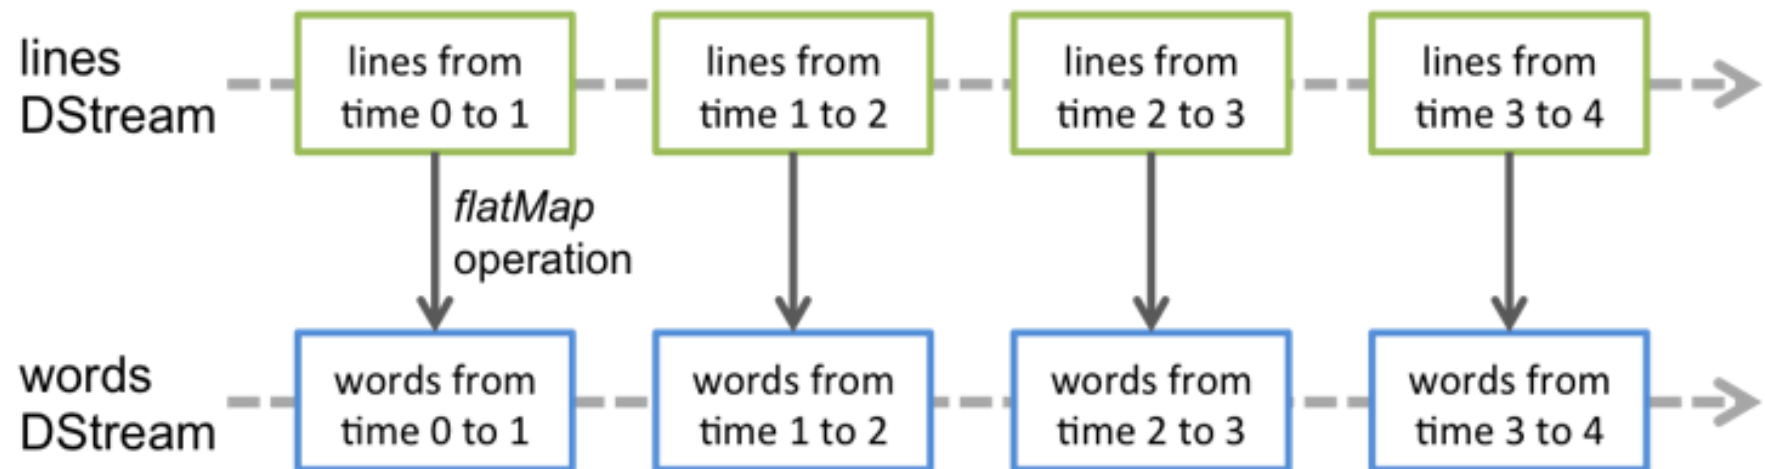 lines
DStream
lines from
time 0 to 1
lines from
time 1 to 2
lines from
time 2 to 3
lines from
time 3 to 4
flatMap
operation
words
DStream
words from
time 0 to 1
words from
time 1 to 2
words from
time 2 to 3
words from
time 3 to 4